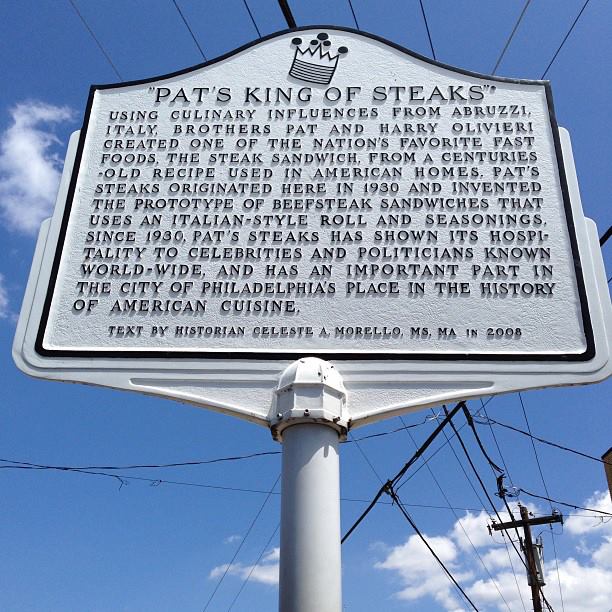 "PAT'S KING OF STEAKS"®
USING CULINARY INFLUENCES FROM ABRUZZI,
ITALY, BROTHERS PAT AND HARRY OLIVIERI
CREATED ONE OF THE NATION'S FAVORITE FAST
FOODS, THE STEAK SANDWICH, FROM A CENTURIES
-OLD RECIPE USED IN AMERICAN HOMES. PAT'S
STEAKS ORIGINATED HERE IN 1930 AND INVENTED
THE PROTOTYPE OF BEEFSTEAK SANDWICHES THAT
USES AN ITALIAN-STYLE ROLL AND SEASONINGS.
SINCE 1930, PAT'S STEAKS HAS SHOWN ITS HOSPI-
TALITY TO CELEBRITIES AND POLITICIANS KNOWN
WORLD-WIDE, AND HAS AN IMPORTANT PART IN
THE CITY OF PHILADELPHIA'S PLACE IN THE HISTORY
OF AMERICAN CUISINE.
TEXT BY HISTORIAN CELESTE A. MORELLO, MS, MA IN 2008